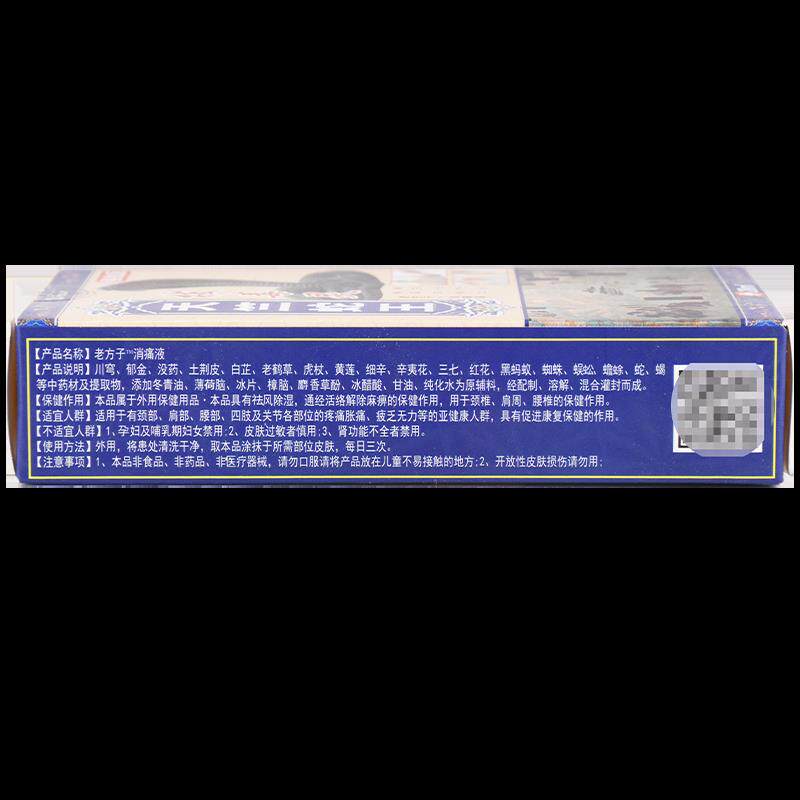 【产品名称】老方子™消痛液
【产品说明】川芎、郁金、没药、土荆皮、白芷、老鹤草、虎杖、黄莲、细辛、辛夷花、三七、红花、黑蚂蚁、蜘蛛、蜈蚣、蟾蜍、蛇、蝎
等中药材及提取物，添加冬青油、薄荷脑、冰片、樟脑、麝香草酚、冰醋酸、甘油、纯化水为原辅料，经配制、溶解、混合灌封而成。
【保健作用】本品属于外用保健用品·本品具有祛风除湿，通经活络解除麻痹的保健作用，用于颈椎、肩周、腰椎的保健作用。
【适宜人群】适用于有颈部、肩部、腰部、四肢及关节各部位的疼痛胀痛、疲乏无力等的亚健康人群，具有促进康复保健的作用。
【不适宜人群】1、孕妇及哺乳期妇女禁用;2、皮肤过敏者慎用;3、肾功能不全者禁用。
【使用方法】外用，将患处清洗干净，取本品涂抹于所需部位皮肤，每日三次。
【注意事项】1、本品非食品、非药品、非医疗器械，请勿口服请将产品放在儿童不易接触的地方;2、开放性皮肤损伤请勿用;